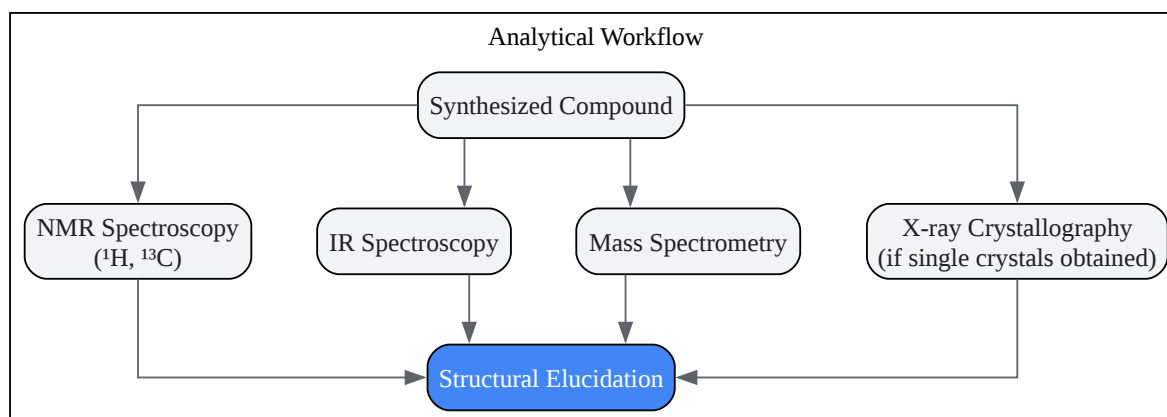 Analytical Workflow
Synthesized Compound
NMR Spectroscopy
(¹H, ¹³C)
IR Spectroscopy
Mass Spectrometry
X-ray Crystallography
(if single crystals obtained)
Structural Elucidation